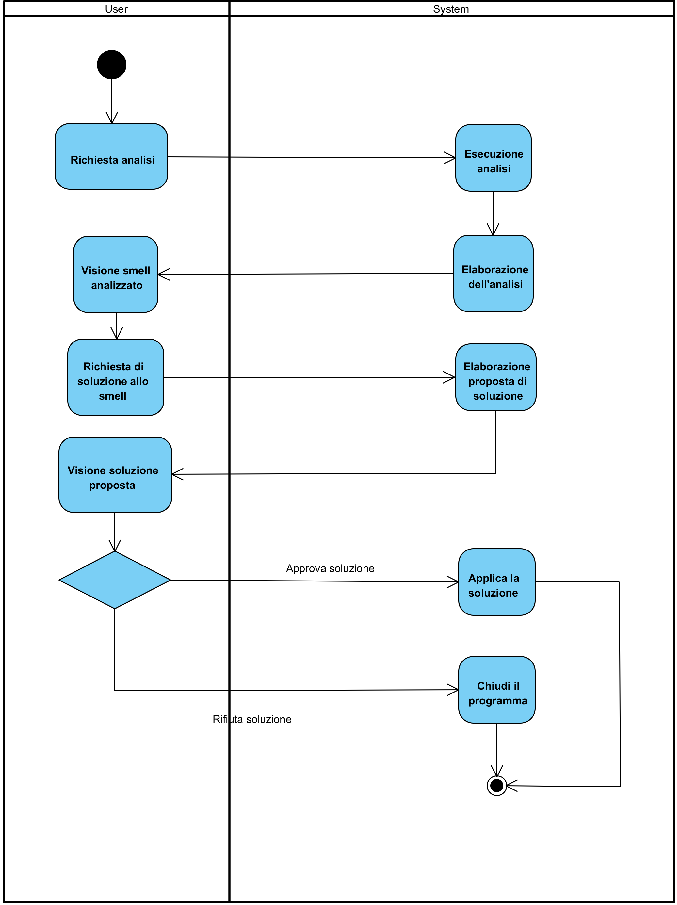 User
System
Richiesta analisi
Esecuzione
analisi
Visione smell
analizzato
Elaborazione
dell'analisi
Richiesta di
soluzione allo
smell
Elaborazione
proposta di
soluzione
Visione soluzione
proposta
Approva soluzione
Applica la
soluzione
Chiudi il
programma
Rifiuta soluzione